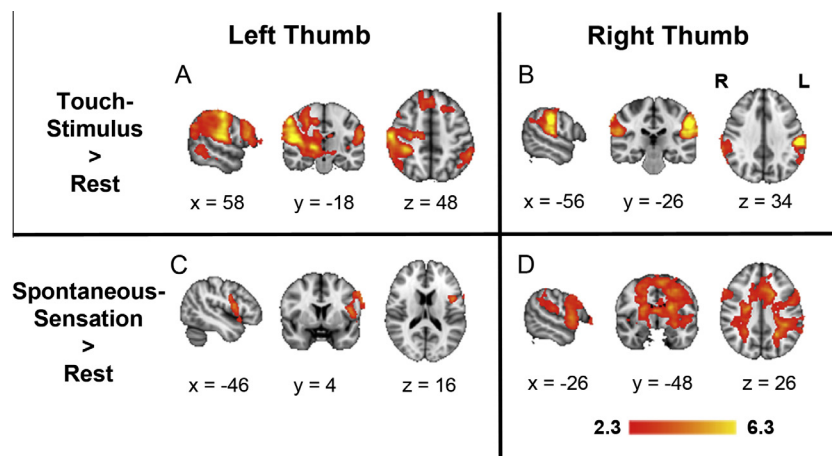 Left Thumb
Right Thumb
A
B
R
L
Touch-
Stimulus
>
Rest
x = 58
y = -18
z = 48
x = -56
y = -26
z = 34
C
D
Spontaneous-
Sensation
>
Rest
x = -46
y = 4
z = 16
x = -26
y = -48
z = 26
2.3
6.3